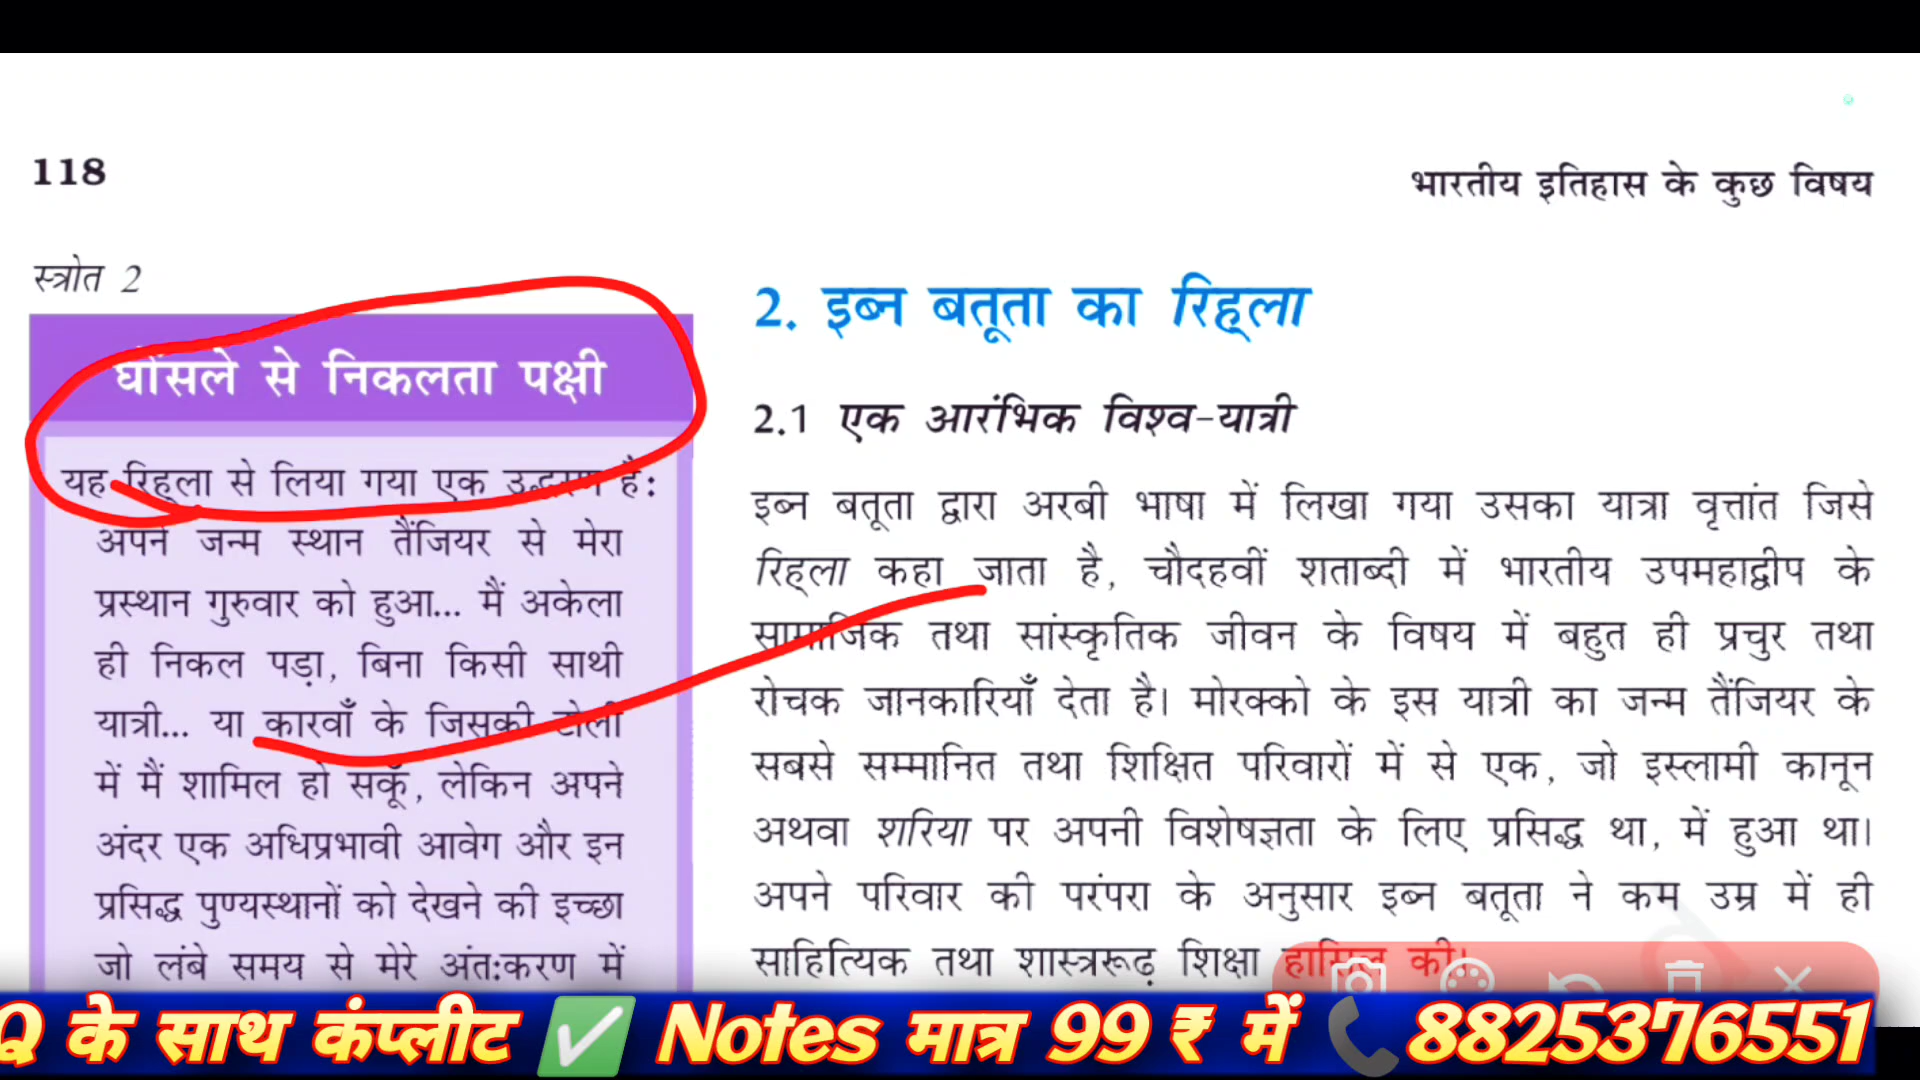 118
भारतीय इतिहास के कुछ विषय
स्त्रोत 2
घोंसले से निकलता पक्षी
यह रिह्ला से लिया गया एक उद्धरण है:
अपने जन्म स्थान तैंजियर से मेरा
प्रस्थान गुरुवार को हुआ... मैं अकेला
ही निकल पड़ा, बिना किसी साथी
यात्री... या कारवाँ के जिसकी टोली
में मैं शामिल हो सकूँ, लेकिन अपने
अंदर एक अधिप्रभावी आवेग और इन
प्रसिद्ध पुण्यस्थानों को देखने की इच्छा
जो लंबे समय से मेरे अंत:करण में
2. इब्न बतूता का रिह्ला
2.1 एक आरंभिक विश्व-यात्री
इब्न बतूता द्वारा अरबी भाषा में लिखा गया उसका यात्रा वृत्तांत जिसे
रिह्ला कहा जाता है, चौदहवीं शताब्दी में भारतीय उपमहाद्वीप के
सामाजिक तथा सांस्कृतिक जीवन के विषय में बहुत ही प्रचुर तथा
रोचक जानकारियाँ देता है। मोरक्को के इस यात्री का जन्म तैंजियर के
सबसे सम्मानित तथा शिक्षित परिवारों में से एक, जो इस्लामी कानून
अथवा शरिया पर अपनी विशेषज्ञता के लिए प्रसिद्ध था, में हुआ था।
अपने परिवार की परंपरा के अनुसार इब्न बतूता ने कम उम्र में ही
साहित्यिक तथा शास्त्ररूढ़ शिक्षा हासिल की।
Q के साथ कंप्लीट ✅ Notes मात्र 99 ₹ में 📞 8825376551